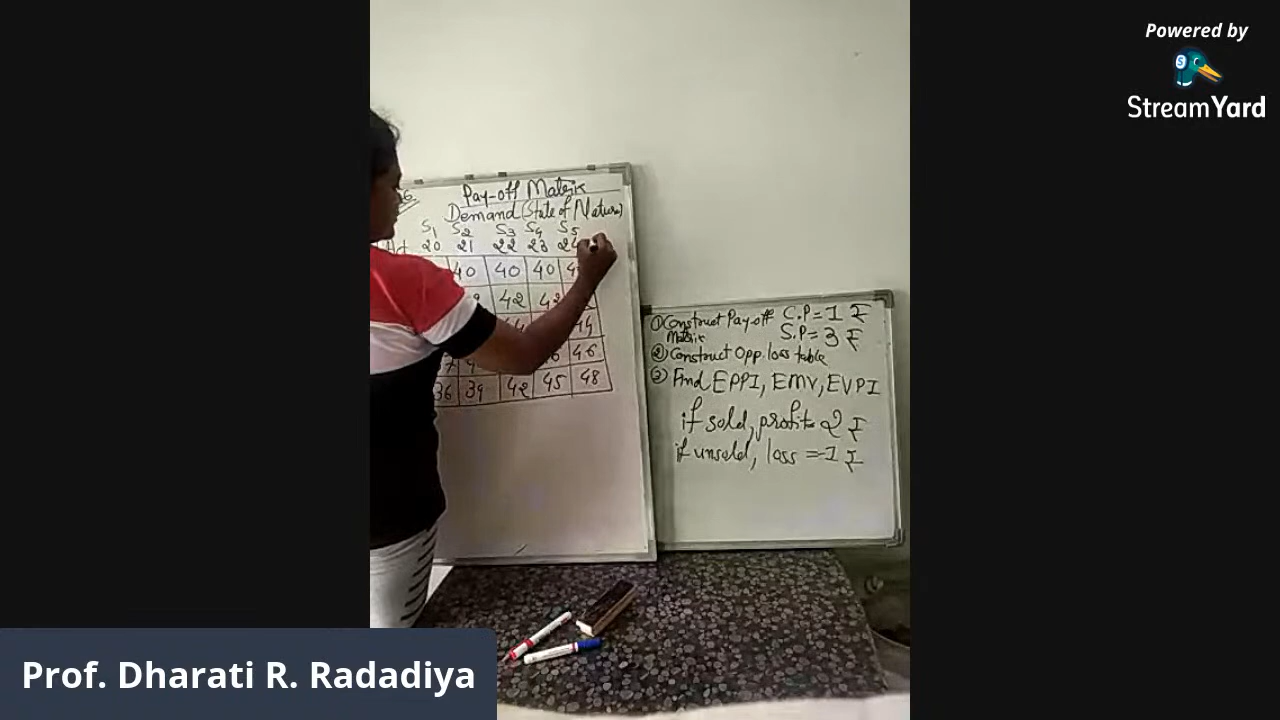 Powered by
StreamYard
Pay-off Matrix
Demand (State of Nature)
S1 S2 S3 S4 S5
Act 20 21 22 23 24
40 40 40
42 42
44
46
36 39 42 45 48
① Construct Pay-off Matrix
C.P = 1 ₹
S.P = 3 ₹
② Construct Opp. loss table
③ Find EPPI, EMV, EVPI
if sold, profit = 2 ₹
if unsold, loss = -1 ₹
Prof. Dharati R. Radadiya